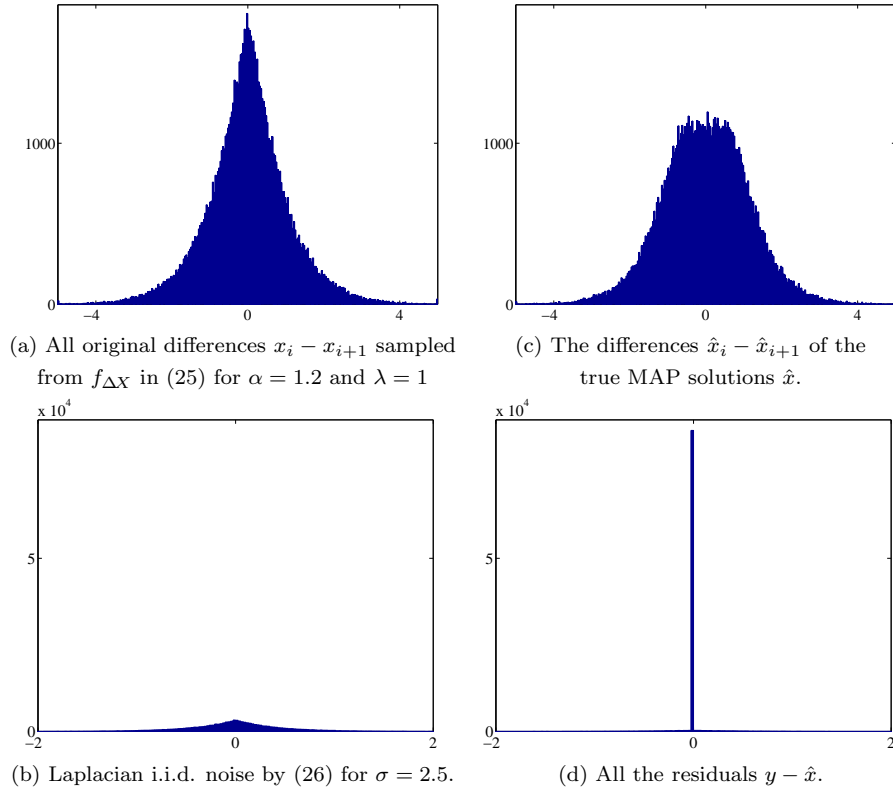 1000
0
−4
0
4
1000
0
−4
0
4
(a) All original differences x_i − x_{i+1} sampled
from f_{ΔX} in (25) for α = 1.2 and λ = 1
(c) The differences x̂_i − x̂_{i+1} of the
true MAP solutions x̂.
x 10^4
5
0
−2
0
2
x 10^4
5
0
−2
0
2
(b) Laplacian i.i.d. noise by (26) for σ = 2.5.
(d) All the residuals y − x̂.